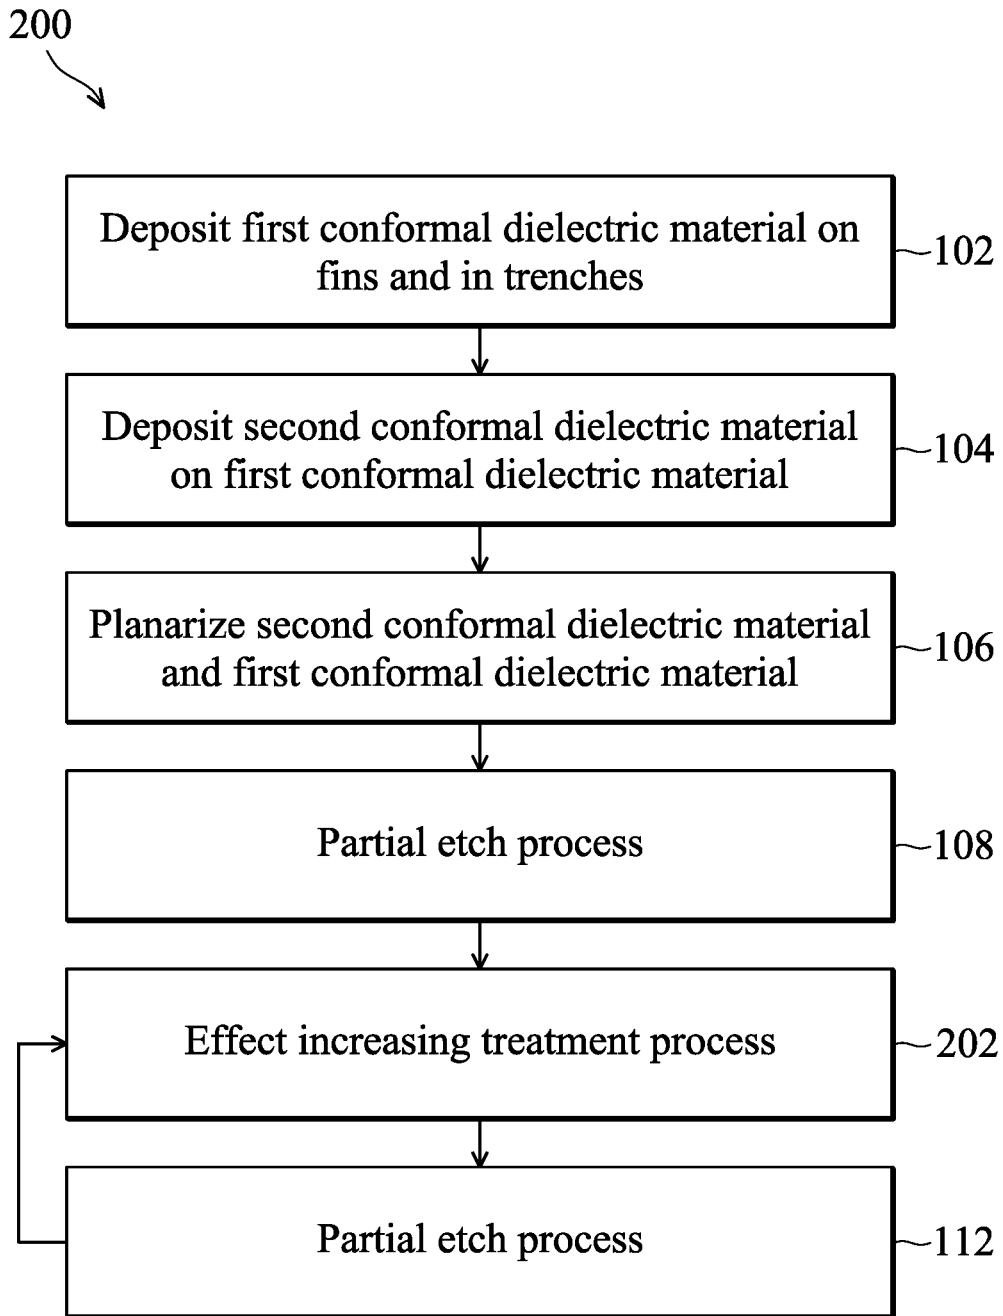 200
Deposit first conformal dielectric material on
fins and in trenches
102
Deposit second conformal dielectric material
on first conformal dielectric material
104
Planarize second conformal dielectric material
and first conformal dielectric material
106
Partial etch process
108
Effect increasing treatment process
202
Partial etch process
112